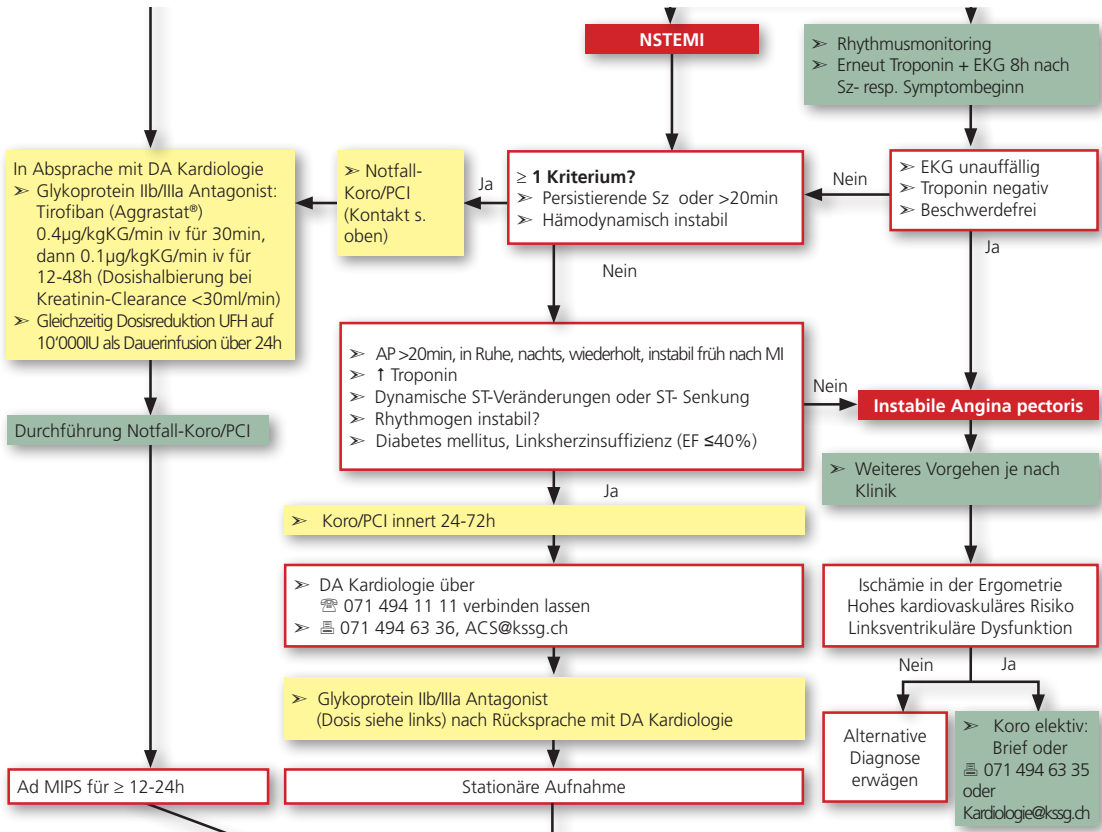 NSTEMI
➢ Rhythmusmonitoring
➢ Erneut Troponin + EKG 8h nach
Sz- resp. Symptombeginn
In Absprache mit DA Kardiologie
➢ Glykoprotein IIb/IIIa Antagonist:
Tirofiban (Aggrastat®)
0.4µg/kgKG/min iv für 30min,
dann 0.1µg/kgKG/min iv für
12-48h (Dosishalbierung bei
Kreatinin-Clearance <30ml/min)
➢ Gleichzeitig Dosisreduktion UFH auf
10’000IU als Dauerinfusion über 24h
➢ Notfall-
Koro/PCI
(Kontakt s.
oben)
Ja
≥ 1 Kriterium?
➢ Persistierende Sz oder >20min
➢ Hämodynamisch instabil
Nein
➢ EKG unauffällig
➢ Troponin negativ
➢ Beschwerdefrei
Nein
Ja
➢ AP >20min, in Ruhe, nachts, wiederholt, instabil früh nach MI
➢ ↑ Troponin
➢ Dynamische ST-Veränderungen oder ST- Senkung
➢ Rhythmogen instabil?
➢ Diabetes mellitus, Linksherzinsuffizienz (EF ≤40%)
Nein
Instabile Angina pectoris
Durchführung Notfall-Koro/PCI
➢ Weiteres Vorgehen je nach
Klinik
Ja
➢ Koro/PCI innert 24-72h
➢ DA Kardiologie über
☎ 071 494 11 11 verbinden lassen
➢ 🖷 071 494 63 36, ACS@kssg.ch
Ischämie in der Ergometrie
Hohes kardiovaskuläres Risiko
Linksventrikuläre Dysfunktion
Nein
Ja
➢ Glykoprotein IIb/IIIa Antagonist
(Dosis siehe links) nach Rücksprache mit DA Kardiologie
Alternative
Diagnose
erwägen
➢ Koro elektiv:
Brief oder
🖷 071 494 63 35
oder
Kardiologie@kssg.ch
Ad MIPS für ≥ 12-24h
Stationäre Aufnahme